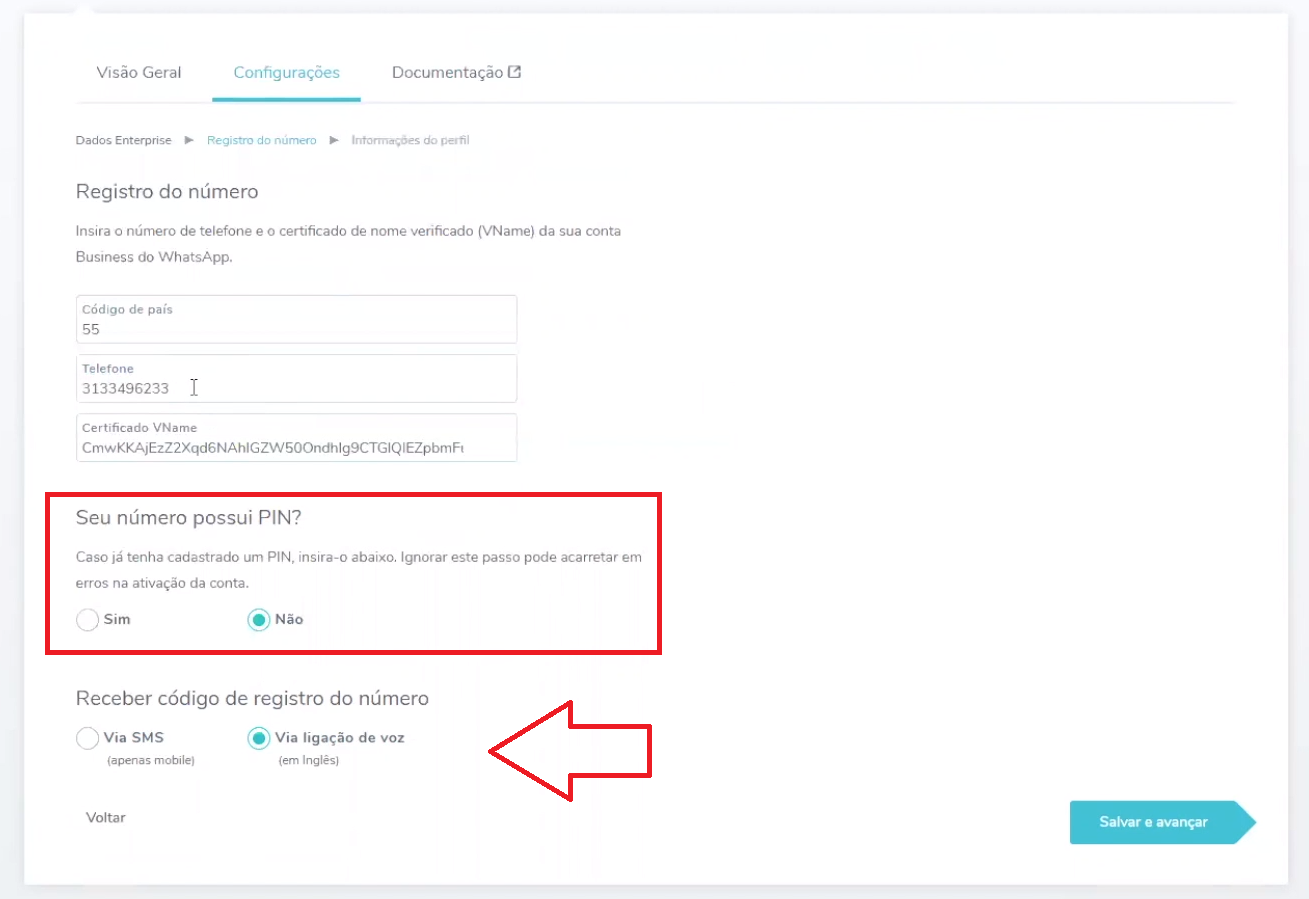 Visão Geral
Configurações
Documentação
Dados Enterprise
Registro do número
Informações do perfil
Registro do número
Insira o número de telefone e o certificado de nome verificado (VName) da sua conta
Business do WhatsApp.
Código de país
55
Telefone
3133496233
Certificado VName
Seu número possui PIN?
Caso já tenha cadastrado um PIN, insira-o abaixo. Ignorar este passo pode acarretar em
erros na ativação da conta.
Sim
Não
Receber código de registro do número
Via SMS
Via ligação de voz
(apenas mobile)
(em Inglês)
Voltar
Salvar e avançar